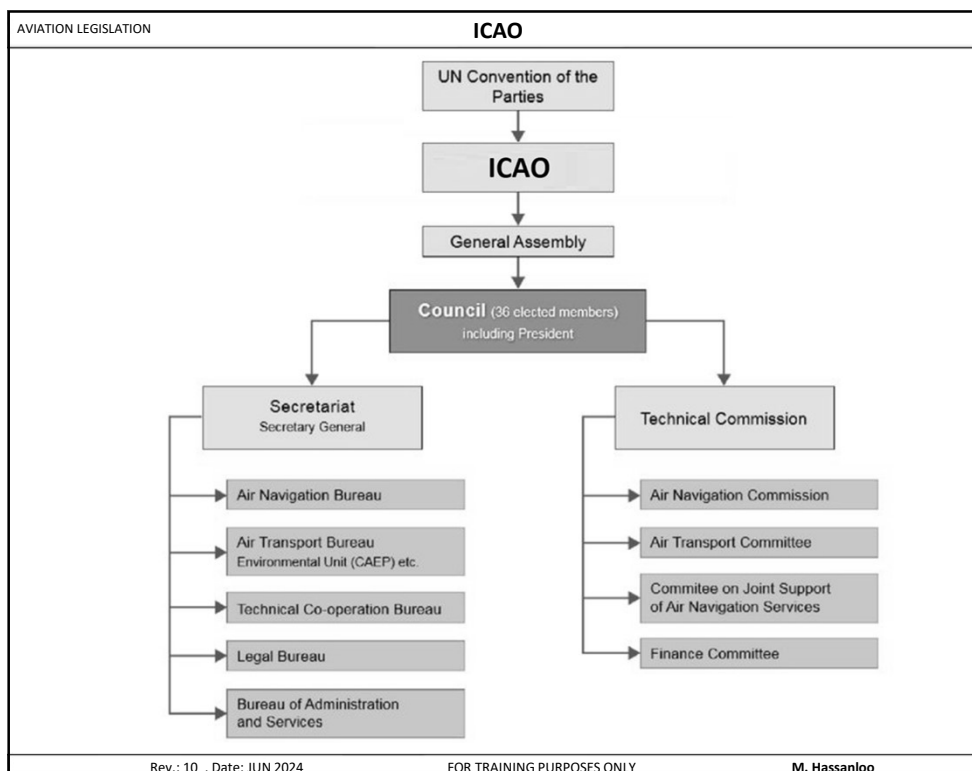 AVIATION LEGISLATION
ICAO
UN Convention of the
Parties
ICAO
General Assembly
Council (36 elected members)
including President
Secretariat
Secretary General
Technical Commission
Air Navigation Bureau
Air Transport Bureau
Environmental Unit (CAEP) etc.
Technical Co-operation Bureau
Legal Bureau
Bureau of Administration
and Services
Air Navigation Commission
Air Transport Committee
Commitee on Joint Support
of Air Navigation Services
Finance Committee
Rev.: 10 , Date: JUN 2024
FOR TRAINING PURPOSES ONLY
M. Hassanloo